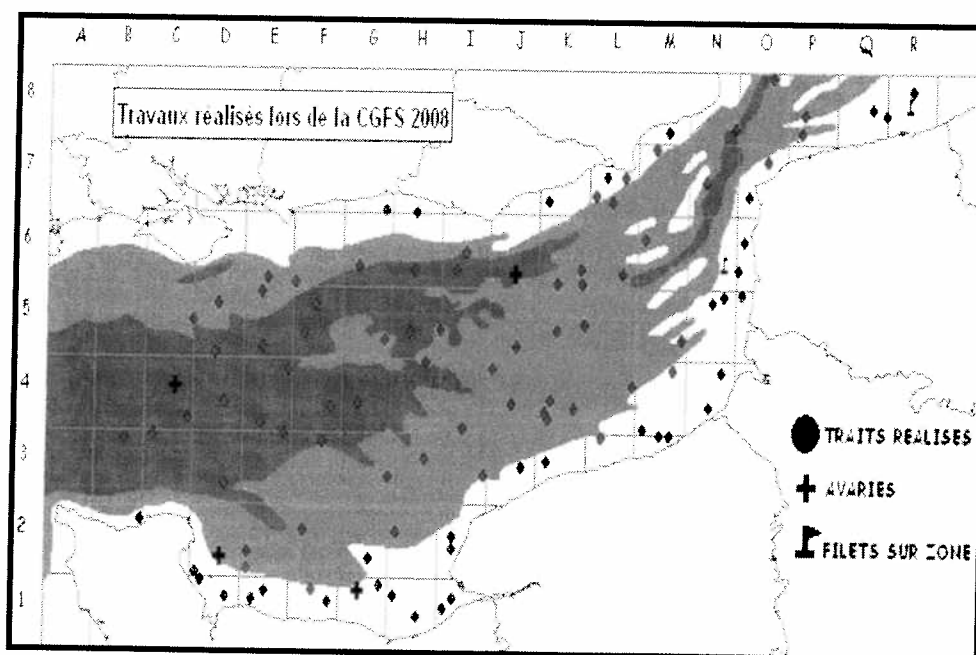 A B C D E F G H I J K L M N O P Q R
8
Travaux réalisés lors de la CGFS 2008
7
6
5
4
TRAITS REALISES
3
AVARIES
2
FILETS SUR ZONE
1